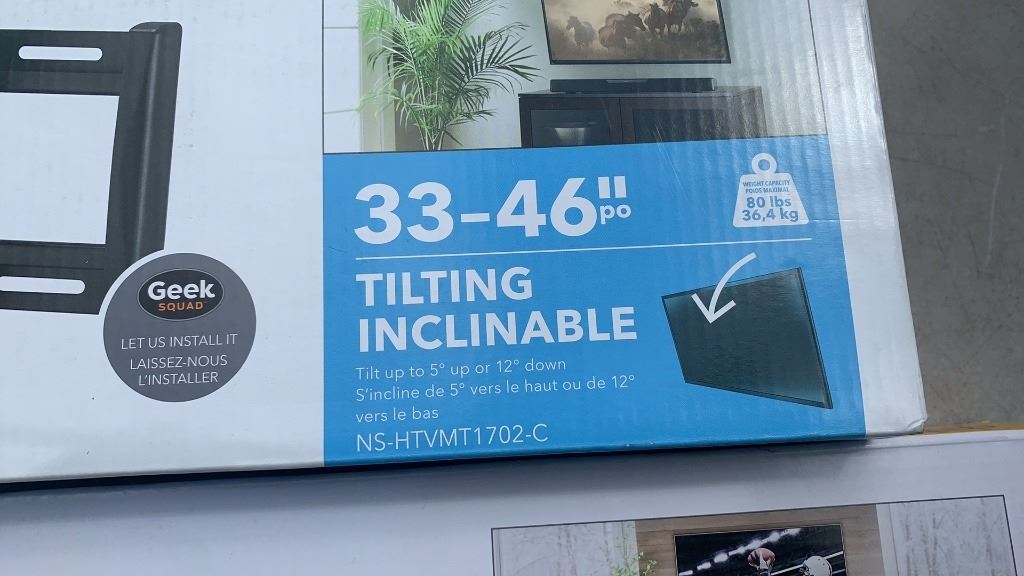 33-46" po
WEIGHT CAPACITY
POIDS MAXIMAL
80 lbs
36,4 kg
TILTING
INCLINABLE
Tilt up to 5° up or 12° down
S'incline de 5° vers le haut ou de 12°
vers le bas
NS-HTVMT1702-C
Geek
SQUAD
LET US INSTALL IT
LAISSEZ-NOUS
L'INSTALLER